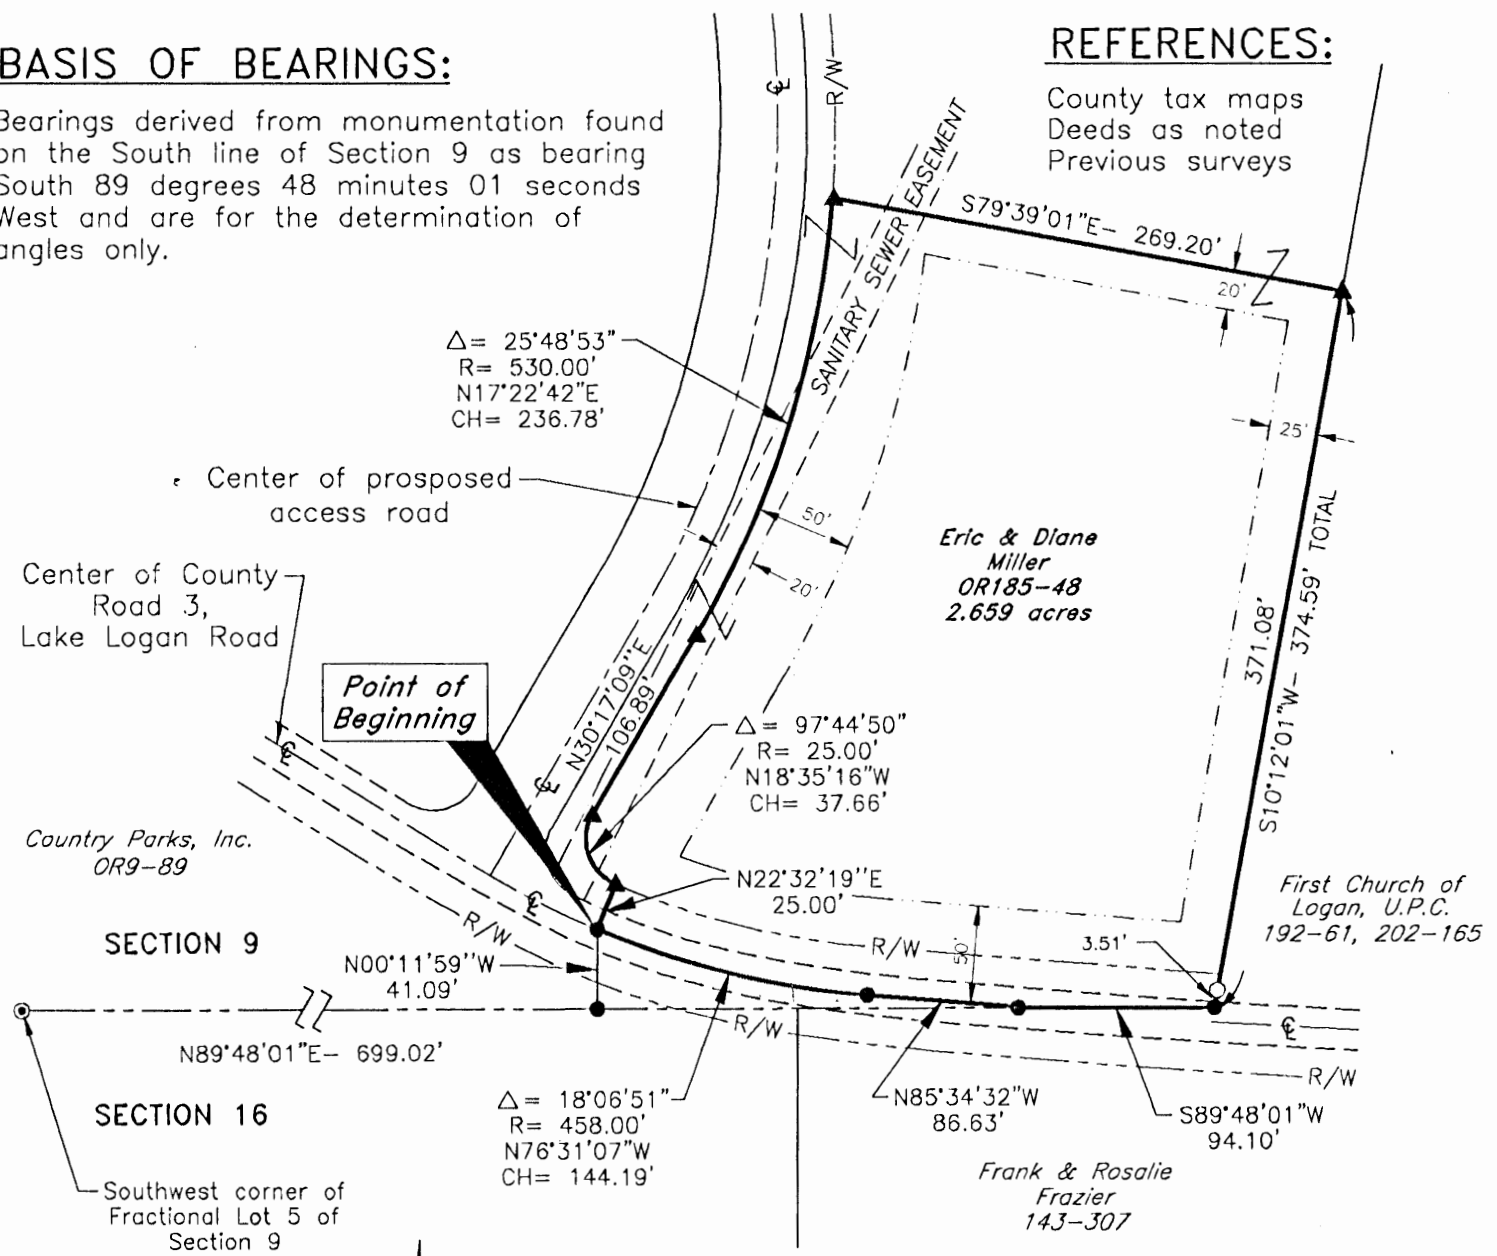 BASIS OF BEARINGS:
Bearings derived from monumentation found
on the South line of Section 9 as bearing
South 89 degrees 48 minutes 01 seconds
West and are for the determination of
angles only.
REFERENCES:
County tax maps
Deeds as noted
Previous surveys
℄
R/W
SANITARY SEWER EASEMENT
S79°39'01"E- 269.20'
20'
Δ= 25°48'53"
R= 530.00'
N17°22'42"E
CH= 236.78'
25'
Center of prosposed
access road
50'
20'
Eric & Diane
Miller
OR185-48
2.659 acres
371.08'
S10°12'01"W- 374.59' TOTAL
Center of County
Road 3,
Lake Logan Road
Point of
Beginning
N30°17'09"E
106.89'
℄
℄
Δ= 97°44'50"
R= 25.00'
N18°35'16"W
CH= 37.66'
Country Parks, Inc.
OR9-89
N22°32'19"E
25.00'
First Church of
Logan, U.P.C.
192-61, 202-165
℄
R/W
R/W
50'
3.51'
SECTION 9
N00°11'59"W
41.09'
R/W
℄
N89°48'01"E- 699.02'
R/W
SECTION 16
Δ= 18°06'51"
R= 458.00'
N76°31'07"W
CH= 144.19'
N85°34'32"W
86.63'
S89°48'01"W
94.10'
Southwest corner of
Fractional Lot 5 of
Section 9
Frank & Rosalie
Frazier
143-307